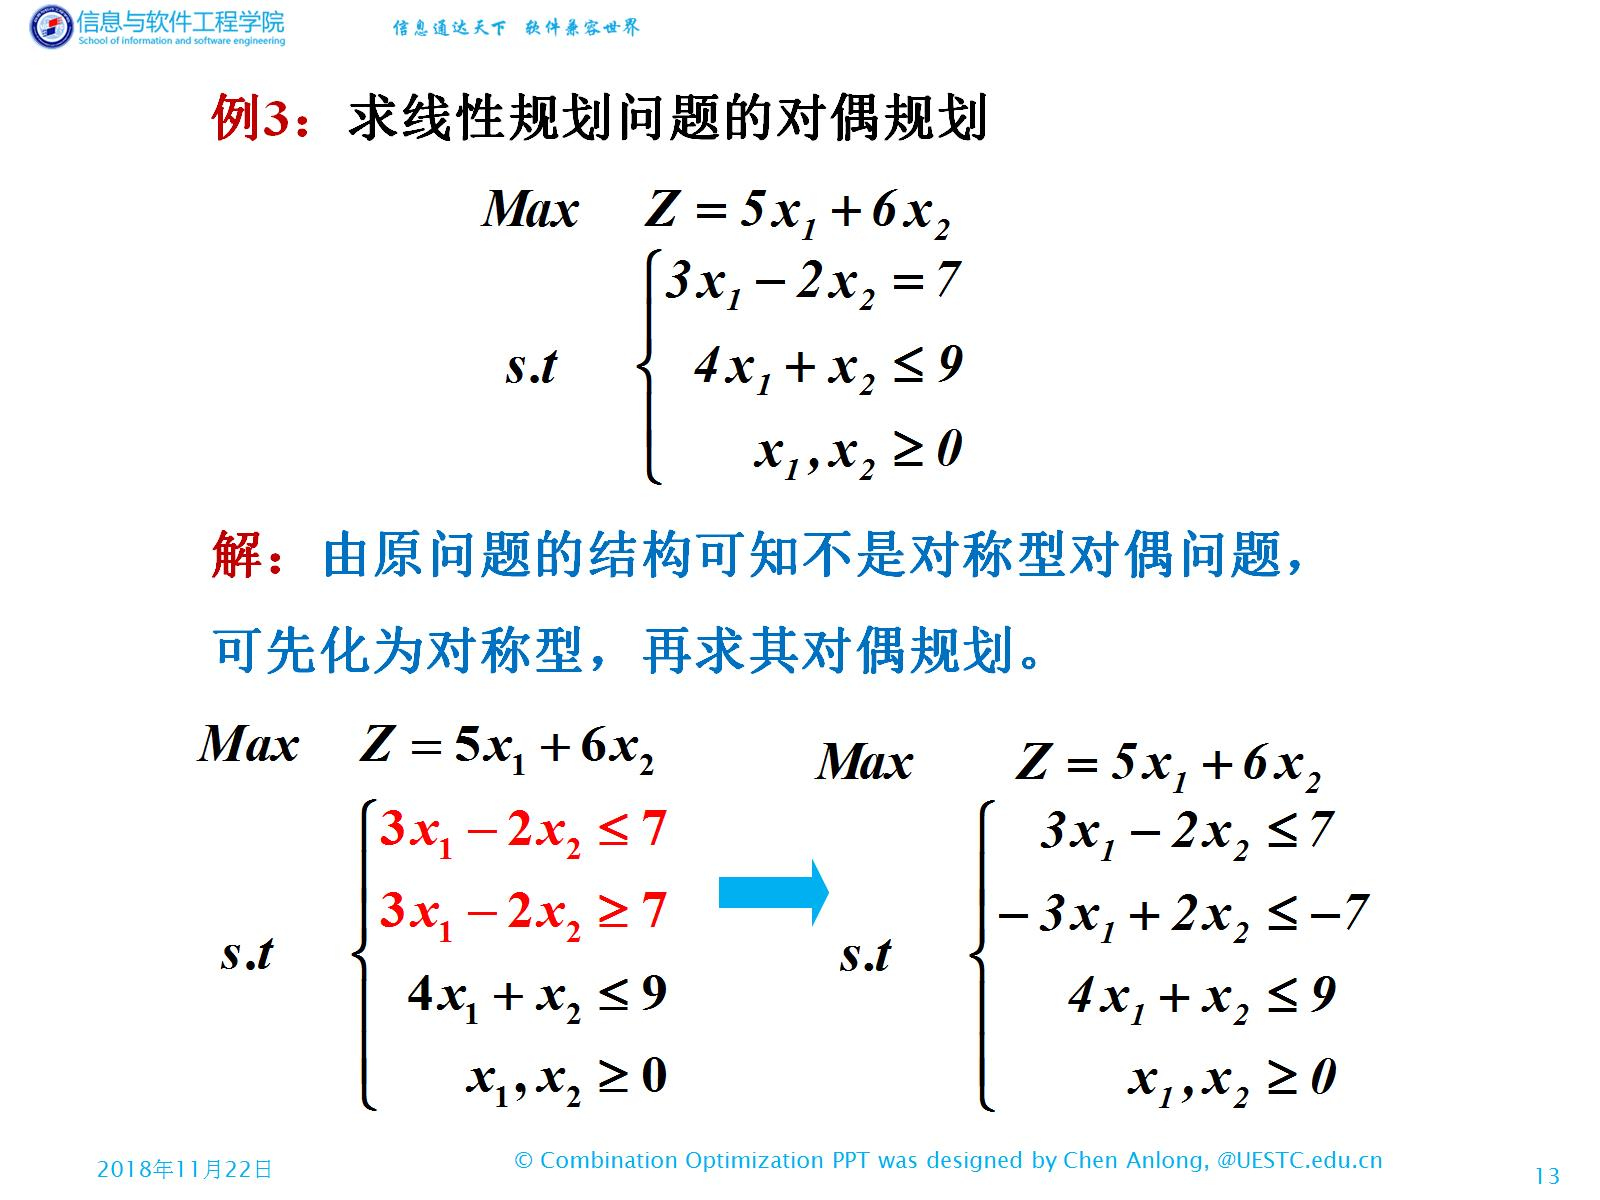 信息与软件工程学院
School of information and software engineering
信息通达天下 软件兼容世界
例3：求线性规划问题的对偶规划
Max Z = 5x₁ + 6x₂
3x₁ − 2x₂ = 7
s.t 4x₁ + x₂ ≤ 9
x₁ , x₂ ≥ 0
解：由原问题的结构可知不是对称型对偶问题，
可先化为对称型，再求其对偶规划。
Max Z = 5x₁ + 6x₂
3x₁ − 2x₂ ≤ 7
3x₁ − 2x₂ ≥ 7
s.t
4x₁ + x₂ ≤ 9
x₁ , x₂ ≥ 0
Max Z = 5x₁ + 6x₂
3x₁ − 2x₂ ≤ 7
− 3x₁ + 2x₂ ≤ −7
s.t
4x₁ + x₂ ≤ 9
x₁ , x₂ ≥ 0
2018年11月22日
© Combination Optimization PPT was designed by Chen Anlong, @UESTC.edu.cn
13